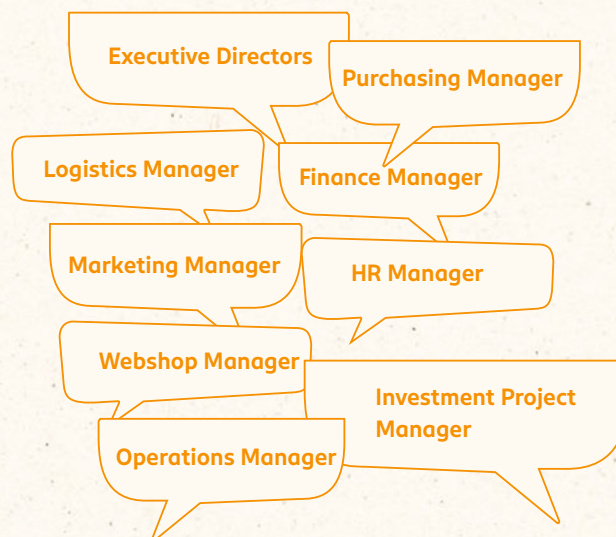 Executive Directors
Purchasing Manager
Logistics Manager
Finance Manager
Marketing Manager
HR Manager
Webshop Manager
Investment Project
Manager
Operations Manager